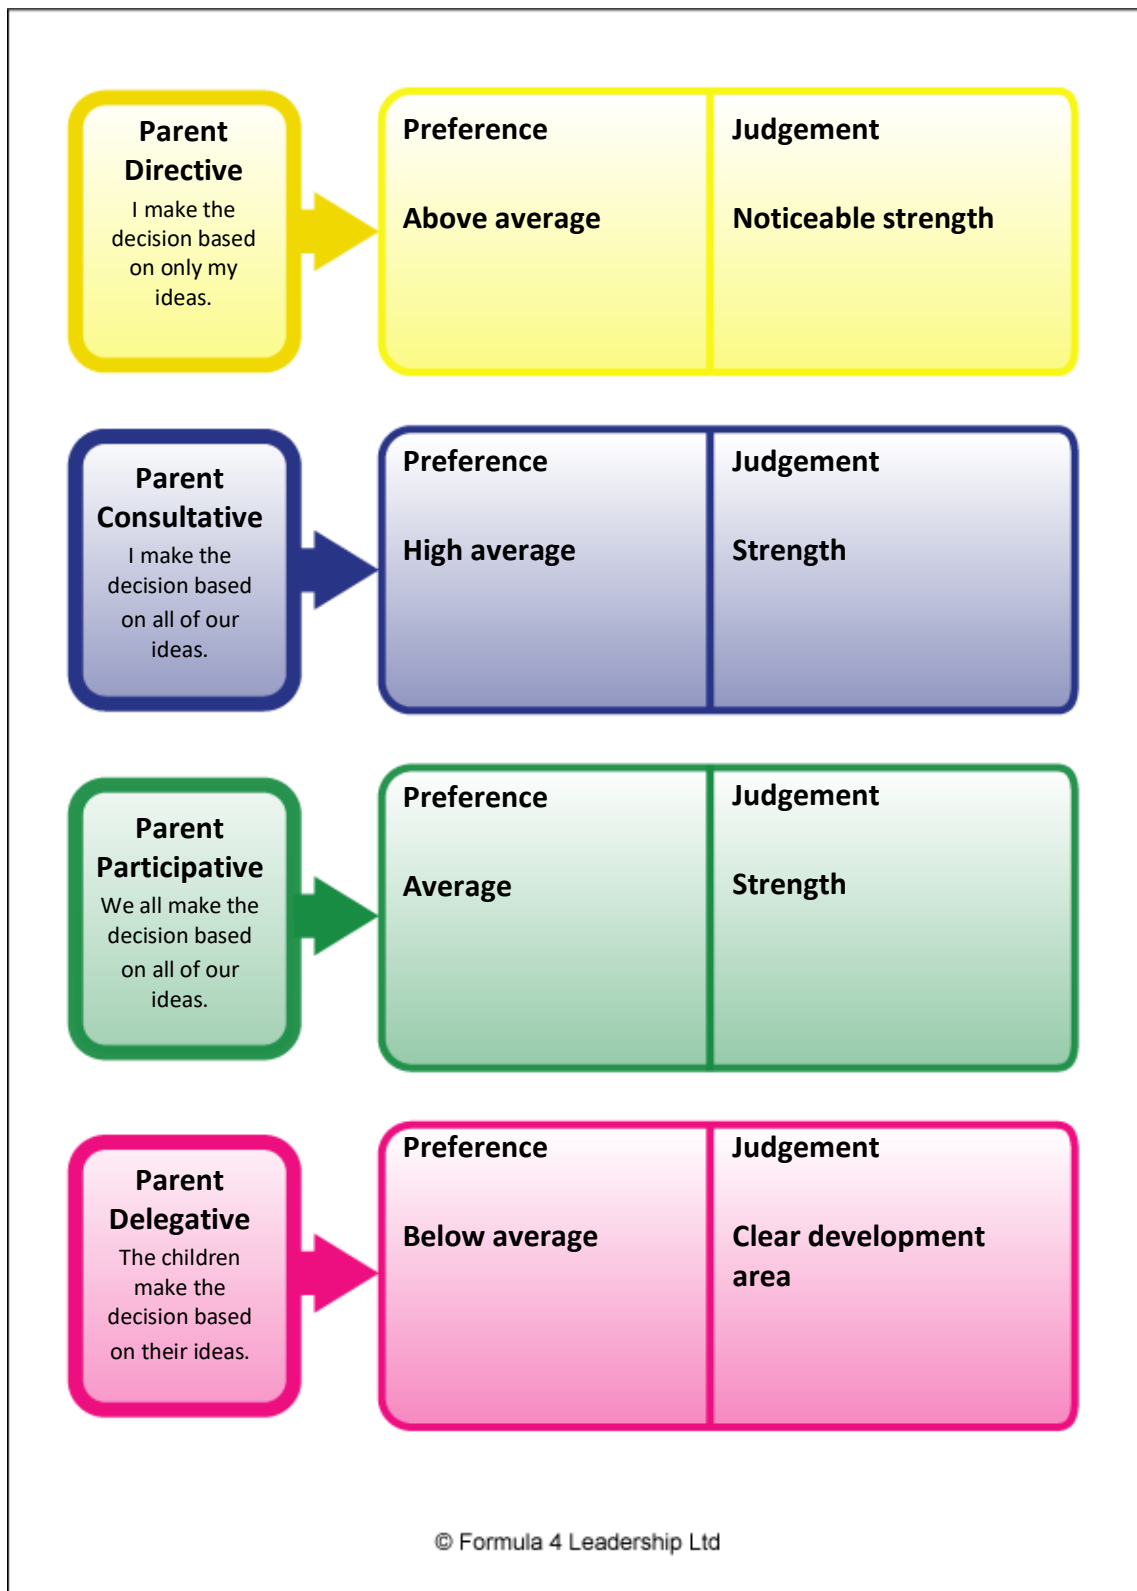 Parent
Directive
I make the
decision based
on only my
ideas.
Preference
Judgement
Above average
Noticeable strength
Parent
Consultative
I make the
decision based
on all of our
ideas.
Preference
Judgement
High average
Strength
Parent
Participative
We all make the
decision based
on all of our
ideas.
Preference
Judgement
Average
Strength
Parent
Delegative
The children
make the
decision based
on their ideas.
Preference
Judgement
Below average
Clear development
area
© Formula 4 Leadership Ltd